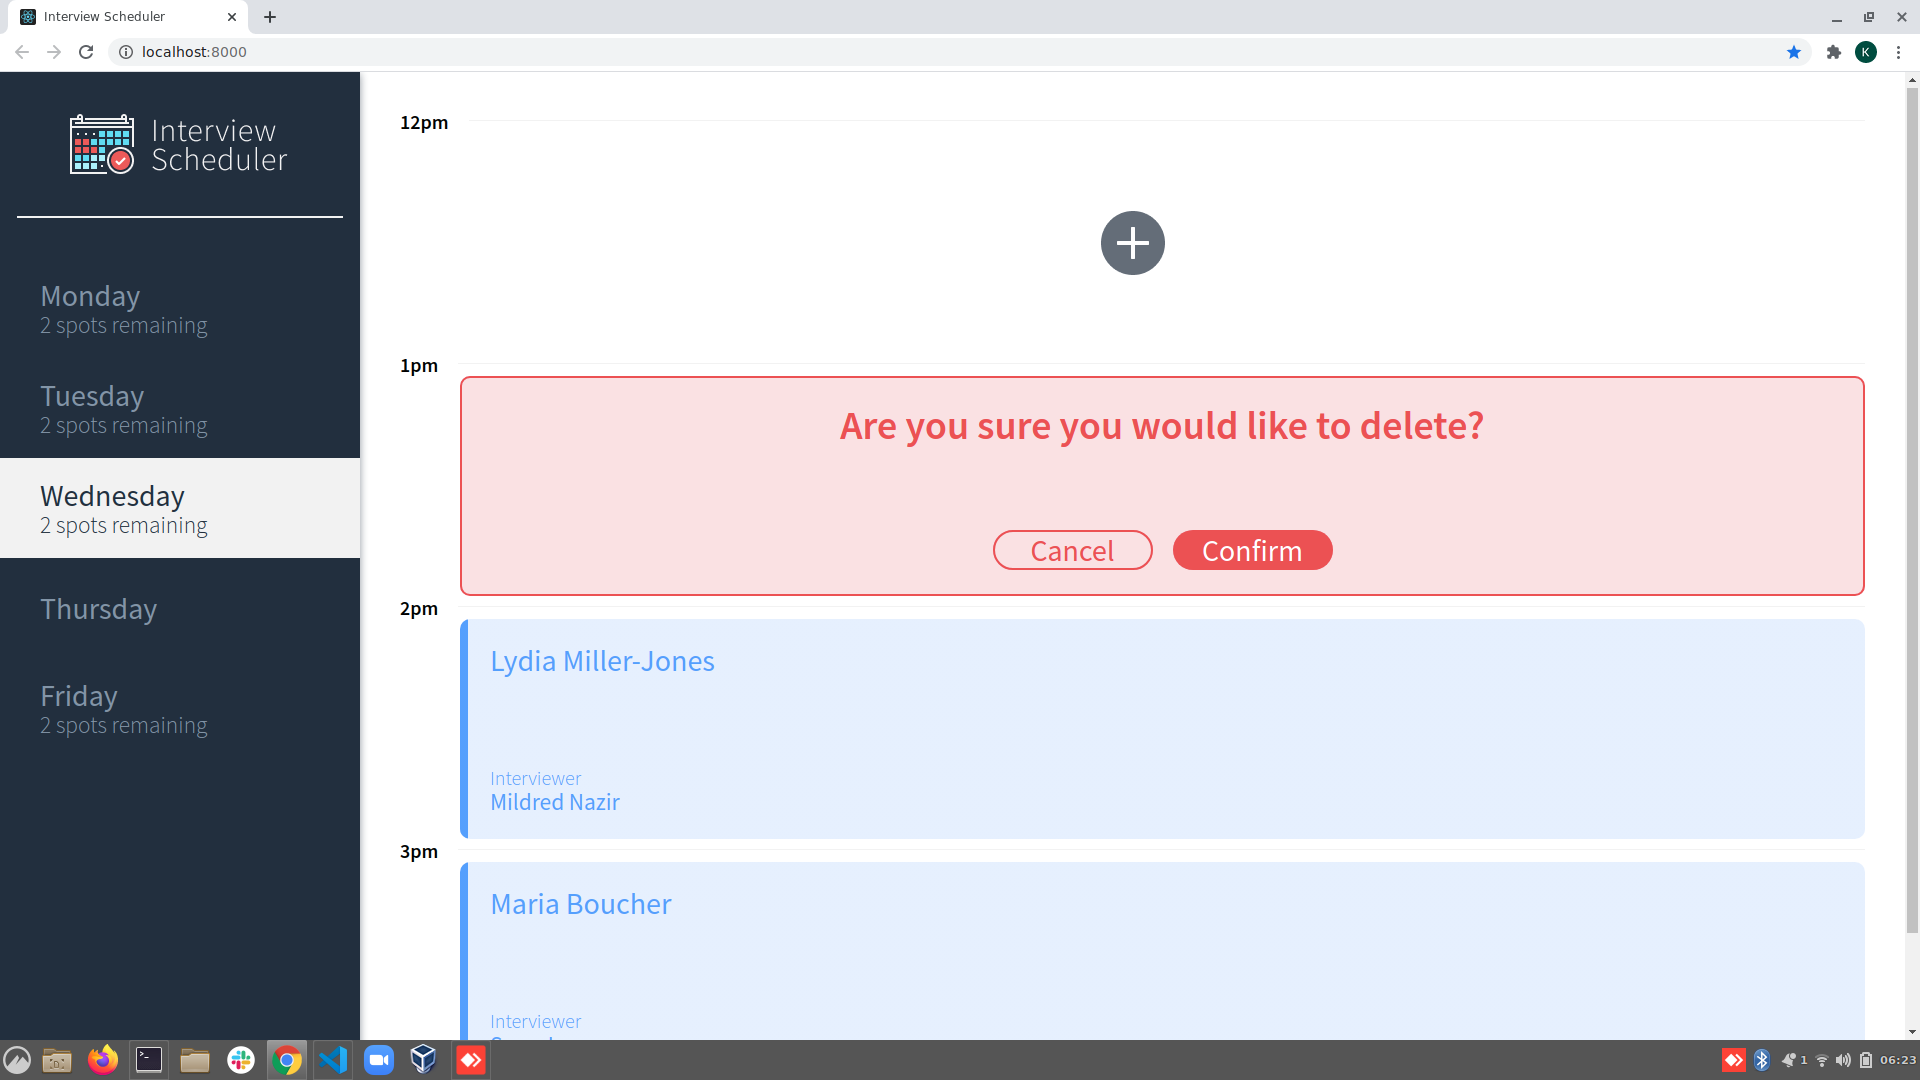 Interview Scheduler
localhost:8000
K
Interview
Scheduler
Monday
2 spots remaining
Tuesday
2 spots remaining
Wednesday
2 spots remaining
Thursday
Friday
2 spots remaining
12pm
1pm
Are you sure you would like to delete?
Cancel
Confirm
2pm
Lydia Miller-Jones
Interviewer
Mildred Nazir
3pm
Maria Boucher
Interviewer
1
06:23